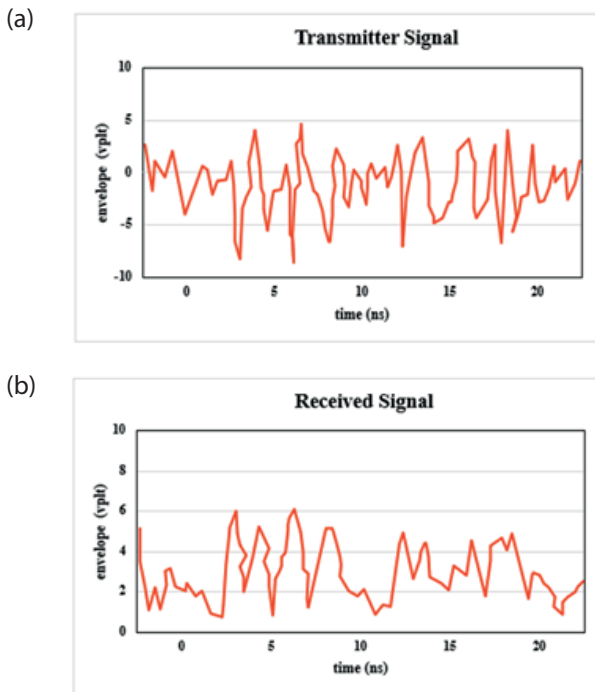 (a)
Transmitter Signal
10
5
0
-5
-10
envelope (vplt)
0 5 10 15 20
time (ns)
(b)
Received Signal
10
8
6
4
2
0
envelope (vplt)
0 5 10 15 20
time (ns)